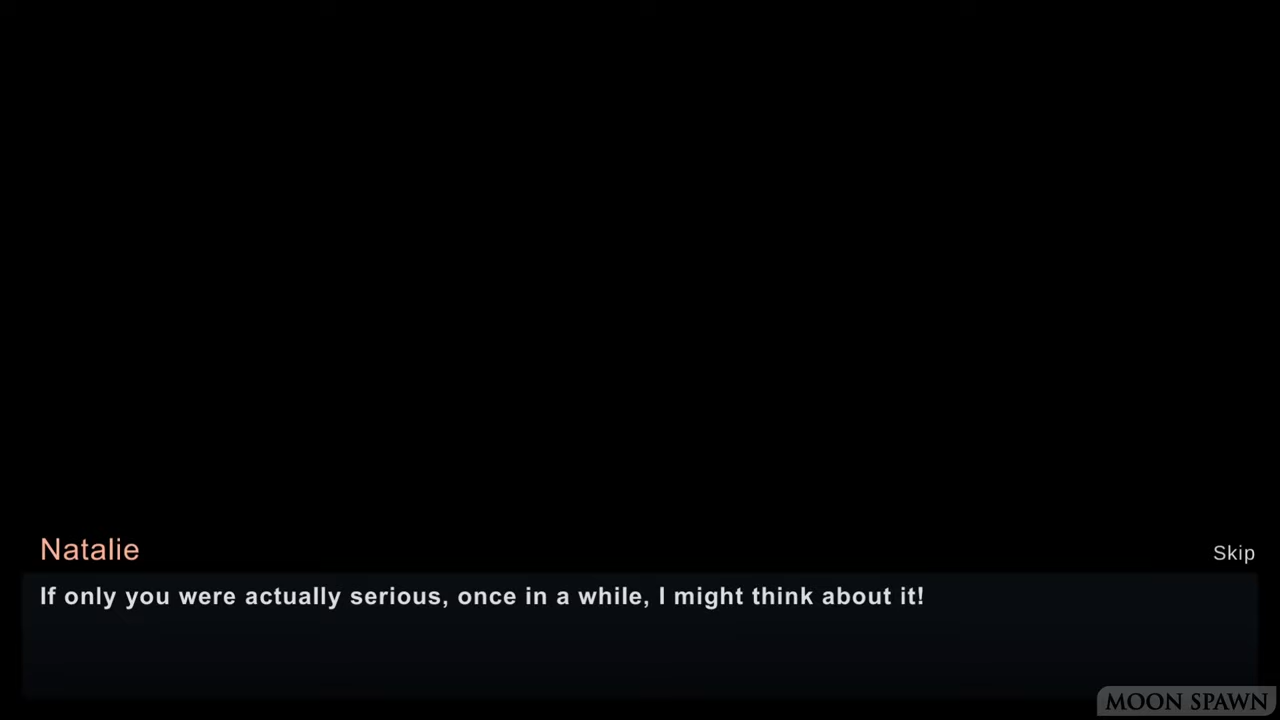 Natalie
Skip
If only you were actually serious, once in a while, I might think about it!
MOON SPAWN